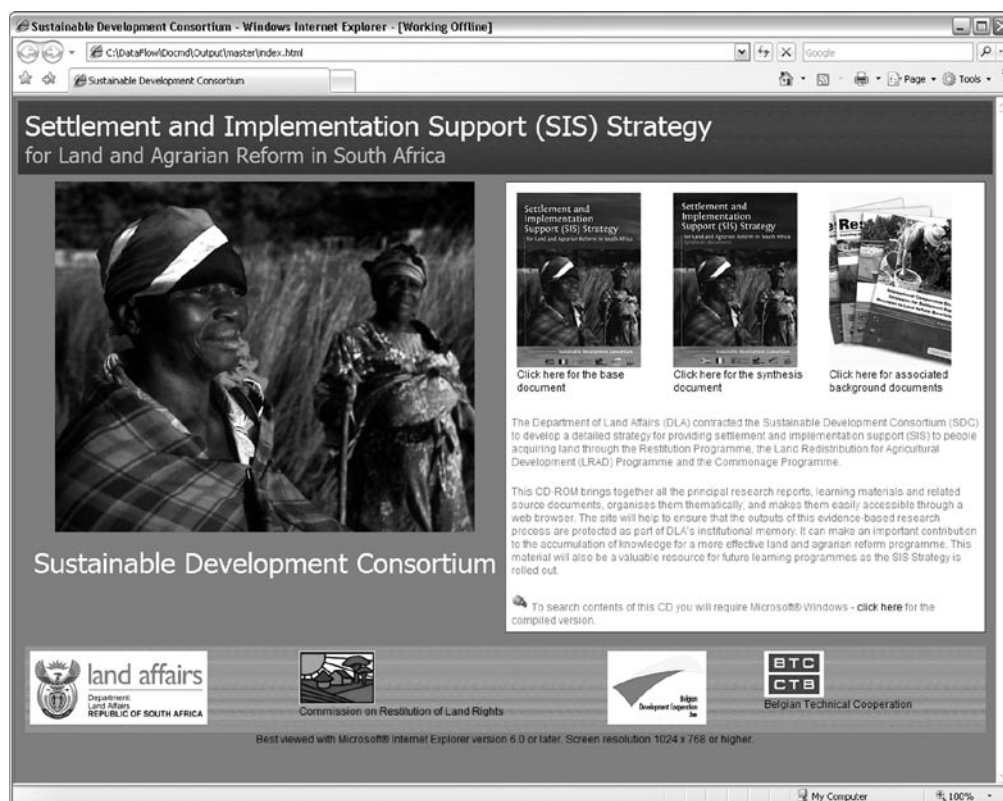 Sustainable Development Consortium - Windows Internet Explorer - [Working Offline]
C:\DataFlow\Docmd\Output\master\index.html
Google
Sustainable Development Consortium
Page
Tools
Settlement and Implementation Support (SIS) Strategy
for Land and Agrarian Reform in South Africa
Sustainable Development Consortium
Settlement and
Implementation
Support (SIS) Strategy
for Land and Agrarian Reform in South Africa
Sustainable Development Consortium
Click here for the base
document
Settlement and
Implementation
Support (SIS) Strategy
for Land and Agrarian Reform in South Africa
Synthesis document
Sustainable Development Consortium
Click here for the synthesis
document
Res
Click here for associated
background documents
The Department of Land Affairs (DLA) contracted the Sustainable Development Consortium (SDC)
to develop a detailed strategy for providing settlement and implementation support (SIS) to people
acquiring land through the Restitution Programme, the Land Redistribution for Agricultural
Development (LRAD) Programme and the Commonage Programme.
This CD-ROM brings together all the principal research reports, learning materials and related
source documents, organises them thematically, and makes them easily accessible through a
web browser. The site will help to ensure that the outputs of this evidence-based research
process are protected as part of DLA's institutional memory. It can make an important contribution
to the accumulation of knowledge for a more effective land and agrarian reform programme. This
material will also be a valuable resource for future learning programmes as the SIS Strategy is
rolled out.
To search contents of this CD you will require Microsoft® Windows - click here for the
compiled version.
land affairs
Department:
Land Affairs
REPUBLIC OF SOUTH AFRICA
Commission on Restitution of Land Rights
Belgian
Development Cooperation
BTC
CTB
Belgian Technical Cooperation
Best viewed with Microsoft® Internet Explorer version 6.0 or later. Screen resolution 1024 x 768 or higher.
My Computer
100%